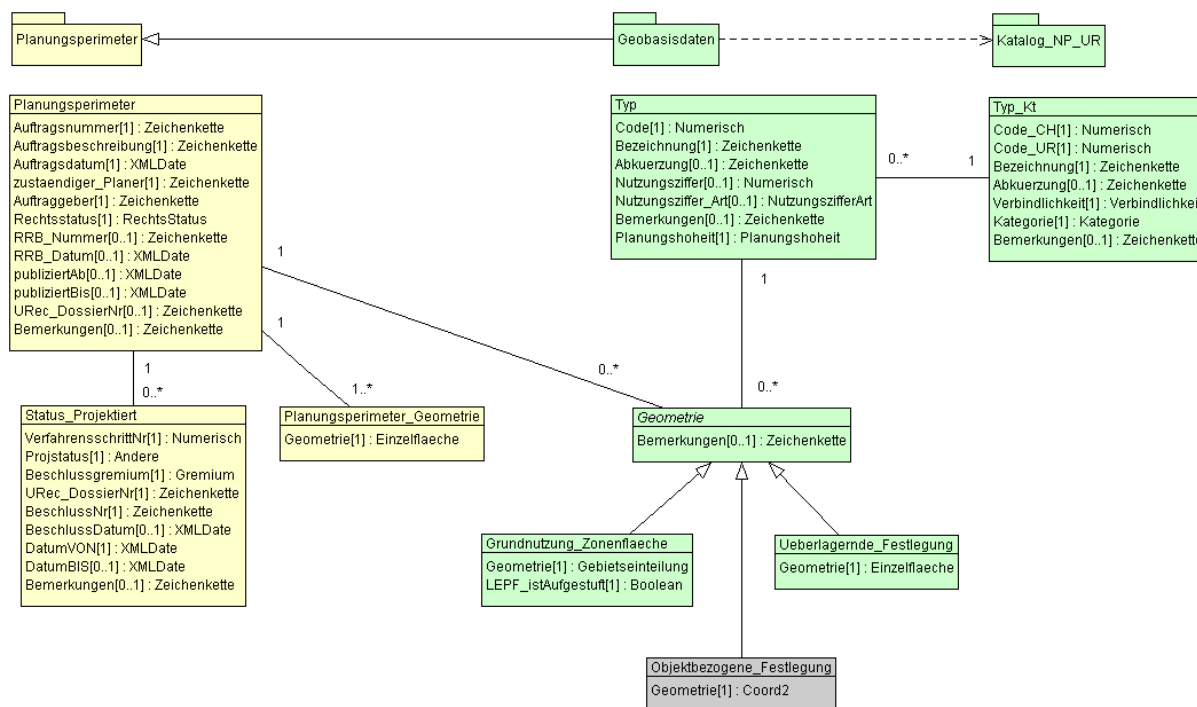 Planungsperimeter
Geobasisdaten
Katalog_NP_UR
Planungsperimeter
Auftragsnummer[1] : Zeichenkette
Auftragsbeschreibung[1] : Zeichenkette
Auftragsdatum[1] : XMLDate
zustaendiger_Planer[1] : Zeichenkette
Auftraggeber[1] : Zeichenkette
Rechtsstatus[1] : RechtsStatus
RRB_Nummer[0..1] : Zeichenkette
RRB_Datum[0..1] : XMLDate
publiziertAb[0..1] : XMLDate
publiziertBis[0..1] : XMLDate
URec_DossierNr[0..1] : Zeichenkette
Bemerkungen[0..1] : Zeichenkette
Typ
Code[1] : Numerisch
Bezeichnung[1] : Zeichenkette
Abkuerzung[0..1] : Zeichenkette
Nutzungsziffer[0..1] : Numerisch
Nutzungsziffer_Art[0..1] : NutzungszifferArt
Bemerkungen[0..1] : Zeichenkette
Planungshoheit[1] : Planungshoheit
0..*
1
Typ_Kt
Code_CH[1] : Numerisch
Code_UR[1] : Numerisch
Bezeichnung[1] : Zeichenkette
Abkuerzung[0..1] : Zeichenkette
Verbindlichkeit[1] : Verbindlichkeit
Kategorie[1] : Kategorie
Bemerkungen[0..1] : Zeichenkette
1
1
1
0..*
1
1..*
0..*
0..*
Status_Projektiert
VerfahrensschrittNr[1] : Numerisch
Projstatus[1] : Andere
Beschlussgremium[1] : Gremium
URec_DossierNr[1] : Zeichenkette
BeschlussNr[1] : Zeichenkette
BeschlussDatum[0..1] : XMLDate
DatumVON[1] : XMLDate
DatumBIS[0..1] : XMLDate
Bemerkungen[0..1] : Zeichenkette
Planungsperimeter_Geometrie
Geometrie[1] : Einzelflaeche
Geometrie
Bemerkungen[0..1] : Zeichenkette
Grundnutzung_Zonenflaeche
Geometrie[1] : Gebietseinteilung
LEPF_istAufgestuft[1] : Boolean
Ueberlagernde_Festlegung
Geometrie[1] : Einzelflaeche
Objektbezogene_Festlegung
Geometrie[1] : Coord2